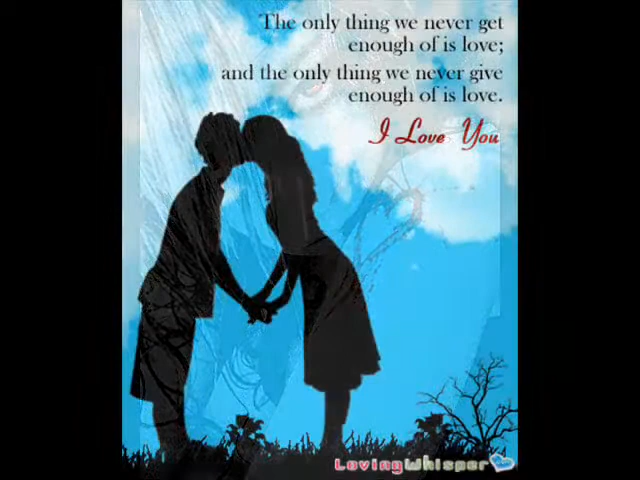 The only thing we never get
enough of is love;
and the only thing we never give
enough of is love.
I Love You
LovingWhisper